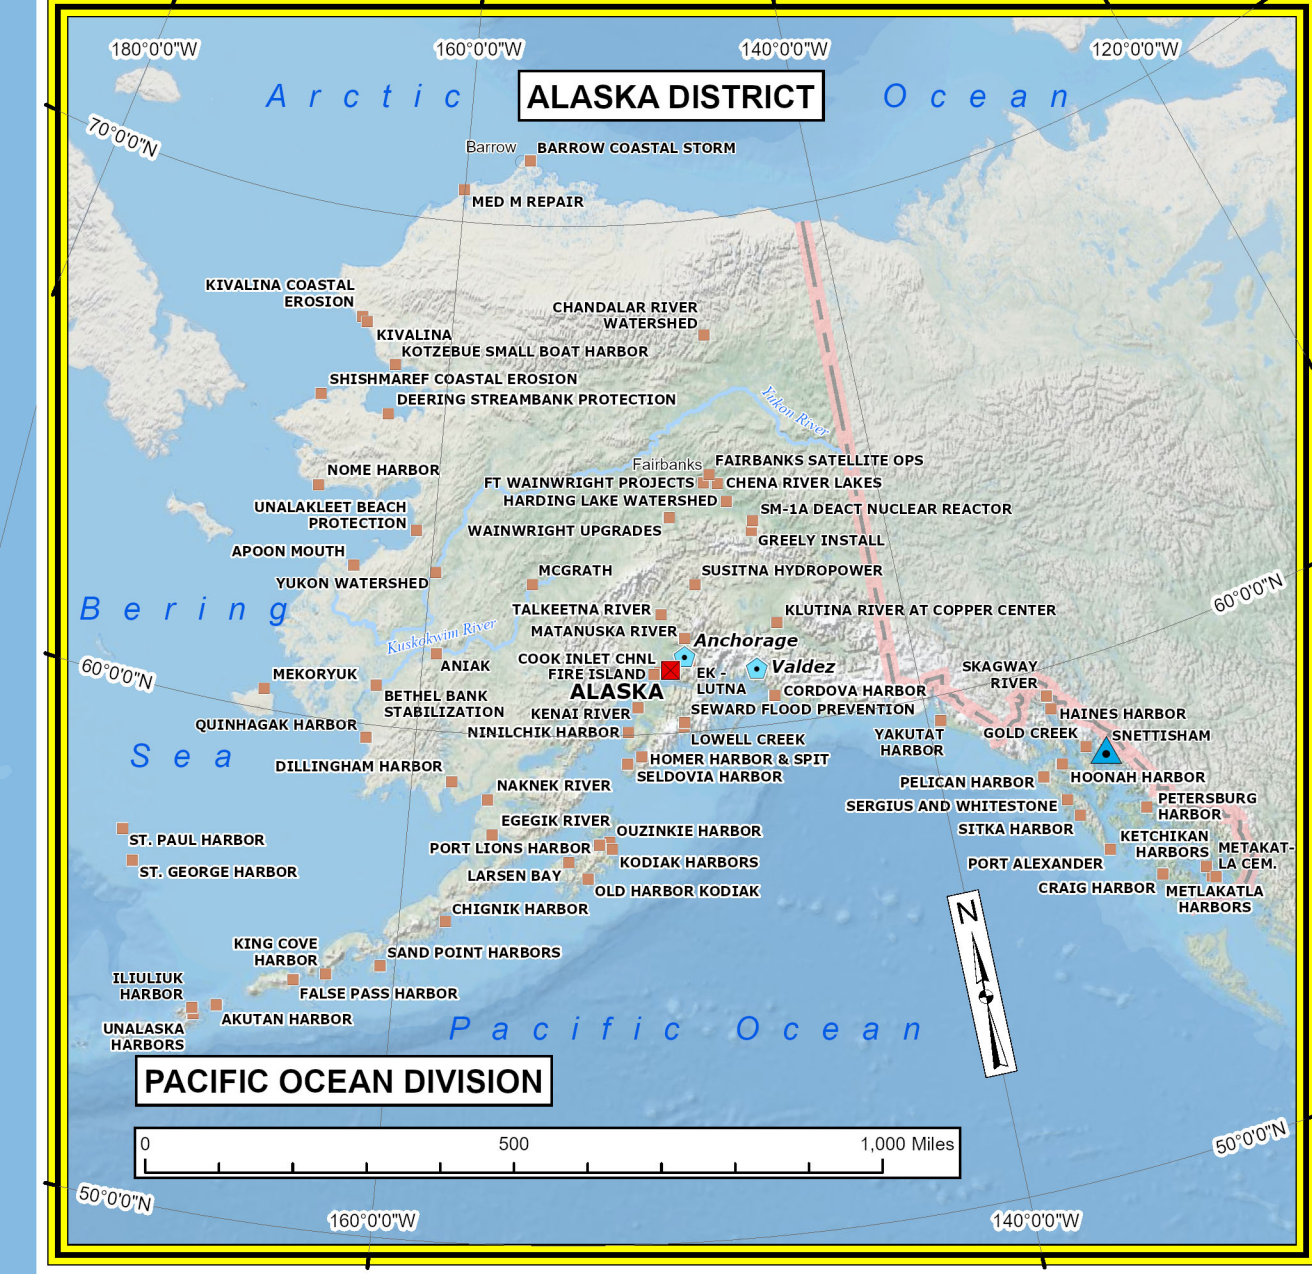 180°0'0"W
160°0'0"W
140°0'0"W
120°0'0"W
Arctic
ALASKA DISTRICT
Ocean
70°0'0"N
Barrow
BARROW COASTAL STORM
MED M REPAIR
KIVALINA COASTAL
EROSION
KIVALINA
CHANDALAR RIVER
WATERSHED
KOTZEBUE SMALL BOAT HARBOR
SHISHMAREF COASTAL EROSION
DEERING STREAMBANK PROTECTION
Yukon River
NOME HARBOR
Fairbanks
FAIRBANKS SATELLITE OPS
FT WAINWRIGHT PROJECTS
CHENA RIVER LAKES
HARDING LAKE WATERSHED
UNALAKLEET BEACH
PROTECTION
SM-1A DEACT NUCLEAR REACTOR
WAINWRIGHT UPGRADES
GREELY INSTALL
APOON MOUTH
YUKON WATERSHED
MCGRATH
SUSITNA HYDROPOWER
60°0'0"N
Bering
TALKEETNA RIVER
KLUTINA RIVER AT COPPER CENTER
Kuskokwim River
MATANUSKA RIVER
Anchorage
COOK INLET CHNL
FIRE ISLAND
EK -
LUTNA
Valdez
60°0'0"N
ANIAK
MEKORYUK
SKAGWAY
RIVER
ALASKA
CORDOVA HARBOR
BETHEL BANK
STABILIZATION
KENAI RIVER
SEWARD FLOOD PREVENTION
HAINES HARBOR
QUINHAGAK HARBOR
NINILCHIK HARBOR
LOWELL CREEK
YAKUTAT
HARBOR
GOLD CREEK
SNETTISHAM
Sea
DILLINGHAM HARBOR
HOMER HARBOR & SPIT
SELDOVIA HARBOR
PELICAN HARBOR
HOONAH HARBOR
NAKNEK RIVER
SERGIUS AND WHITESTONE
PETERSBURG
HARBOR
EGEGIK RIVER
OUZINKIE HARBOR
SITKA HARBOR
ST. PAUL HARBOR
PORT LIONS HARBOR
KETCHIKAN
HARBORS
METAKAT-
LA CEM.
KODIAK HARBORS
PORT ALEXANDER
ST. GEORGE HARBOR
LARSEN BAY
OLD HARBOR KODIAK
CRAIG HARBOR
METLAKATLA
HARBORS
CHIGNIK HARBOR
N
KING COVE
HARBOR
SAND POINT HARBORS
ILIULIUK
HARBOR
FALSE PASS HARBOR
AKUTAN HARBOR
UNALASKA
HARBORS
Pacific Ocean
PACIFIC OCEAN DIVISION
0
500
1,000 Miles
50°0'0"N
50°0'0"N
160°0'0"W
140°0'0"W